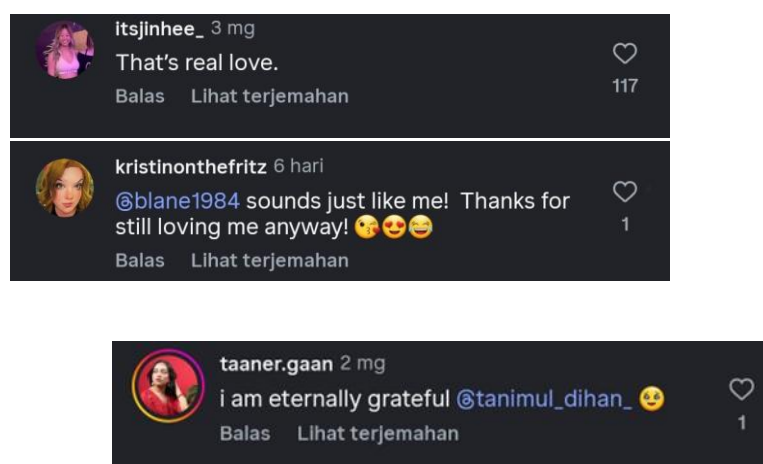 itsjinhee_ 3 mg
That's real love.
117
Balas Lihat terjemahan
kristinonthefritz 6 hari
@blane1984 sounds just like me! Thanks for
still loving me anyway! 😘😍😂
1
Balas Lihat terjemahan
taaner.gaan 2 mg
i am eternally grateful @tanimul_dihan_ 🥹
1
Balas Lihat terjemahan